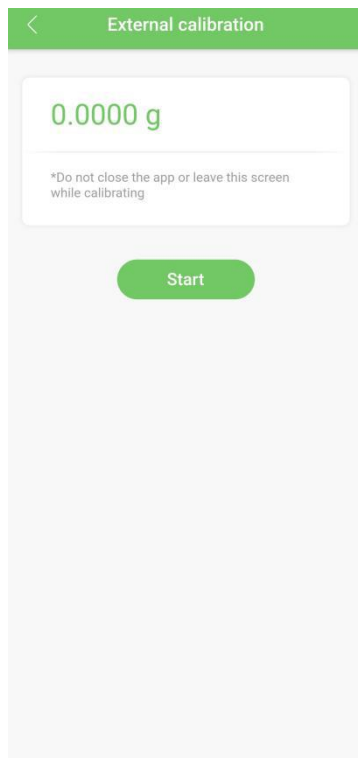 External calibration
0.0000 g
*Do not close the app or leave this screen
while calibrating
Start